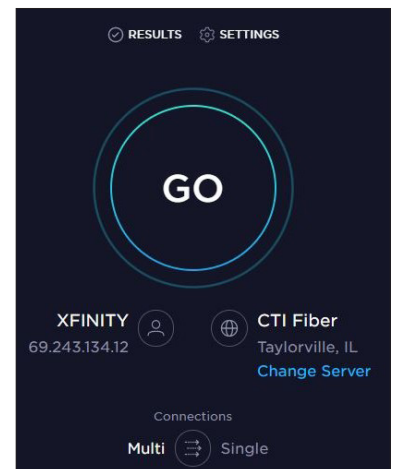 RESULTS SETTINGS
GO
XFINITY
69.243.134.12
CTI Fiber
Taylorville, IL
Change Server
Connections
Multi Single